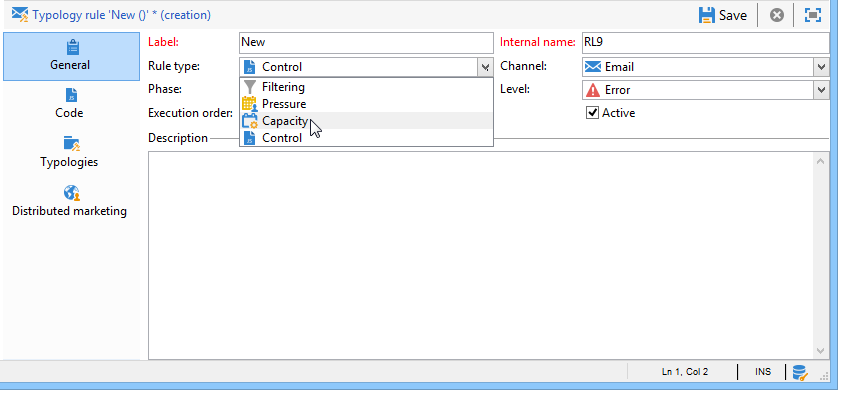 Typology rule 'New ()' * (creation)
Save
General
Code
Typologies
Distributed marketing
Label: New Internal name: RL9
Rule type: Control Channel: Email
Phase: Level: Error
Filtering
Pressure
Capacity
Control
Execution order: Active
Description
Ln 1, Col 2 INS